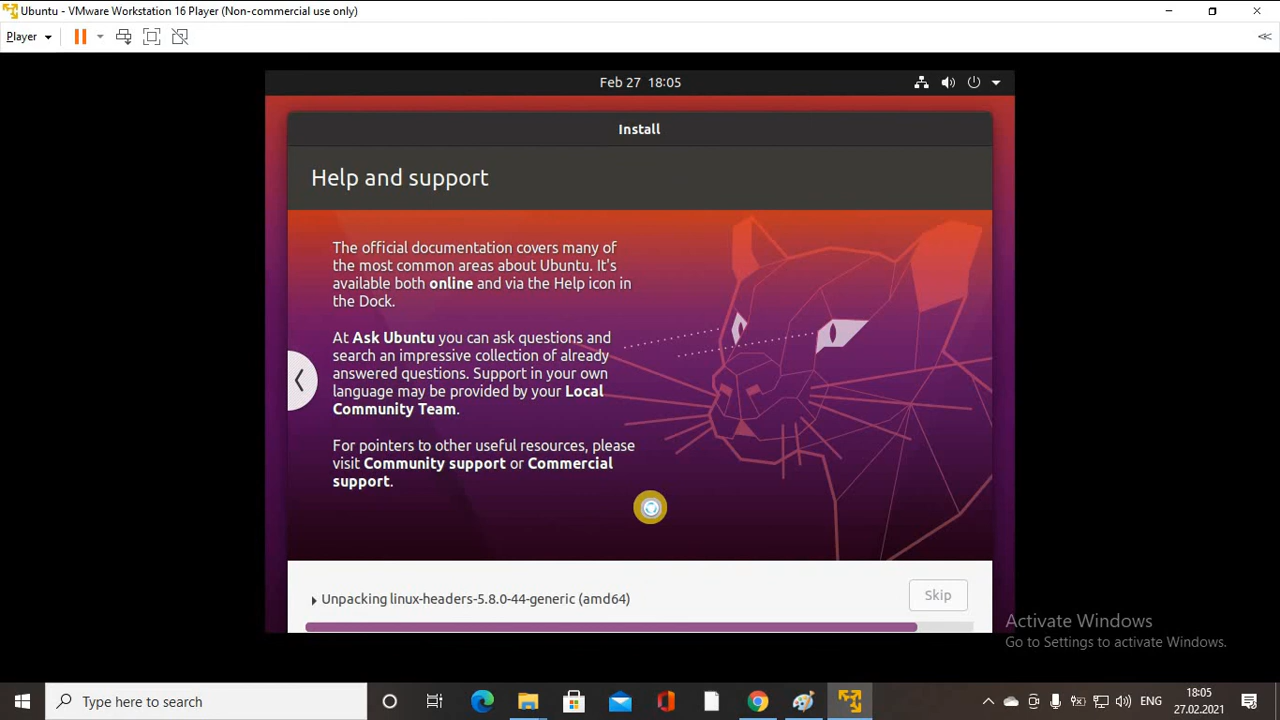 Ubuntu - VMware Workstation 16 Player (Non-commercial use only)
Player
Feb 27 18:05
Install
Help and support
The official documentation covers many of
the most common areas about Ubuntu. It's
available both online and via the Help icon in
the Dock.
At Ask Ubuntu you can ask questions and
search an impressive collection of already
answered questions. Support in your own
language may be provided by your Local
Community Team.
For pointers to other useful resources, please
visit Community support or Commercial
support.
Unpacking linux-headers-5.8.0-44-generic (amd64)
Skip
Activate Windows
Go to Settings to activate Windows.
Type here to search
ENG
18:05
27.02.2021